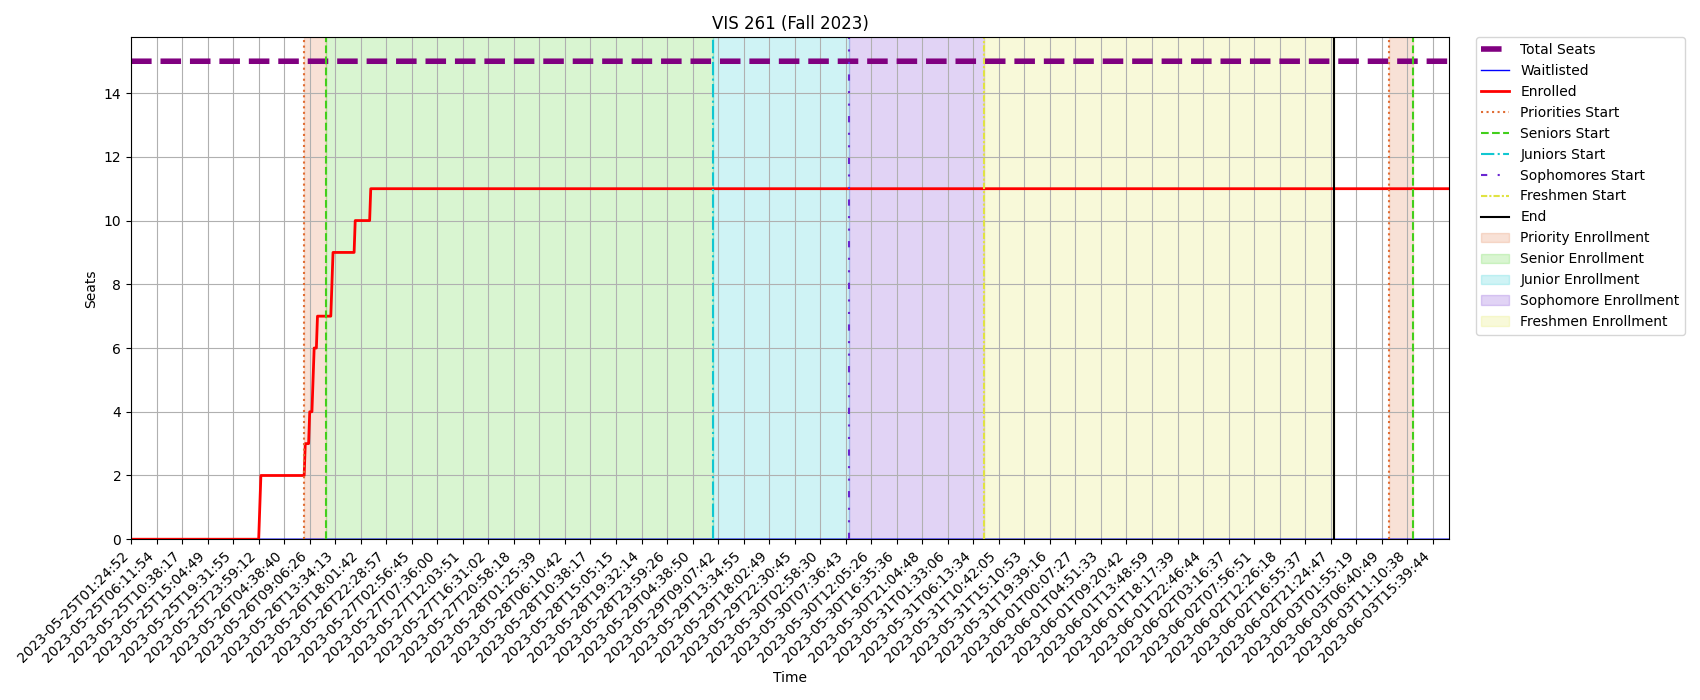 VIS 261 (Fall 2023)
Total Seats
Waitlisted
Enrolled
Priorities Start
Seniors Start
Juniors Start
Sophomores Start
Freshmen Start
End
Priority Enrollment
Senior Enrollment
Junior Enrollment
Sophomore Enrollment
Freshmen Enrollment
Seats
14
12
10
8
6
4
2
0
2023-05-25T01:24:52
2023-05-25T06:11:54
2023-05-25T10:38:17
2023-05-25T15:04:49
2023-05-25T19:31:55
2023-05-25T23:59:12
2023-05-26T04:38:40
2023-05-26T09:06:26
2023-05-26T13:34:13
2023-05-26T18:01:42
2023-05-26T22:28:57
2023-05-27T02:56:45
2023-05-27T07:36:00
2023-05-27T12:03:51
2023-05-27T16:31:02
2023-05-27T20:58:18
2023-05-28T01:25:39
2023-05-28T06:10:42
2023-05-28T10:38:17
2023-05-28T15:05:15
2023-05-28T19:32:14
2023-05-28T23:59:26
2023-05-29T04:38:50
2023-05-29T09:07:42
2023-05-29T13:34:55
2023-05-29T18:02:49
2023-05-29T22:30:45
2023-05-30T02:58:30
2023-05-30T07:36:43
2023-05-30T12:05:26
2023-05-30T16:35:36
2023-05-30T21:04:48
2023-05-31T01:33:06
2023-05-31T06:13:34
2023-05-31T10:42:05
2023-05-31T15:10:53
2023-05-31T19:39:16
2023-06-01T00:07:27
2023-06-01T04:51:33
2023-06-01T09:20:42
2023-06-01T13:48:59
2023-06-01T18:17:39
2023-06-01T22:46:44
2023-06-02T03:16:37
2023-06-02T07:56:51
2023-06-02T12:26:18
2023-06-02T16:55:37
2023-06-02T21:24:47
2023-06-03T01:55:19
2023-06-03T06:40:49
2023-06-03T11:10:38
2023-06-03T15:39:44
Time